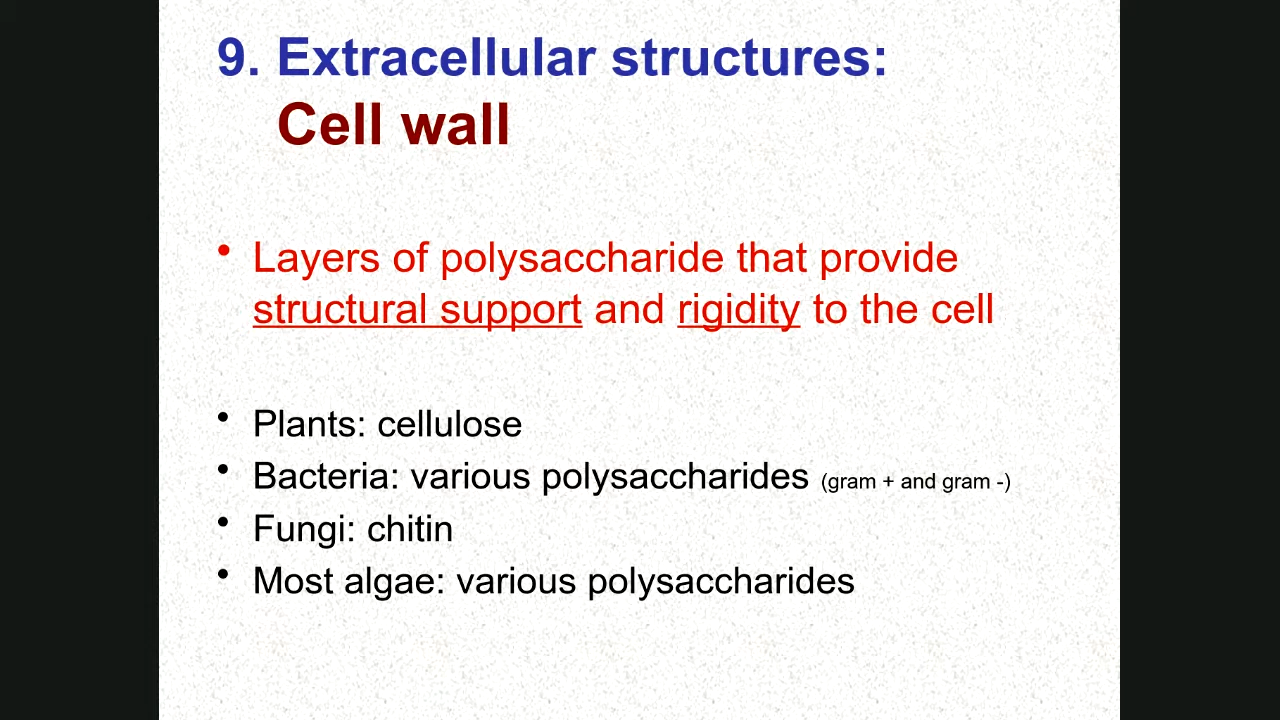 9. Extracellular structures:
Cell wall
• Layers of polysaccharide that provide
structural support and rigidity to the cell
• Plants: cellulose
• Bacteria: various polysaccharides (gram + and gram -)
• Fungi: chitin
• Most algae: various polysaccharides